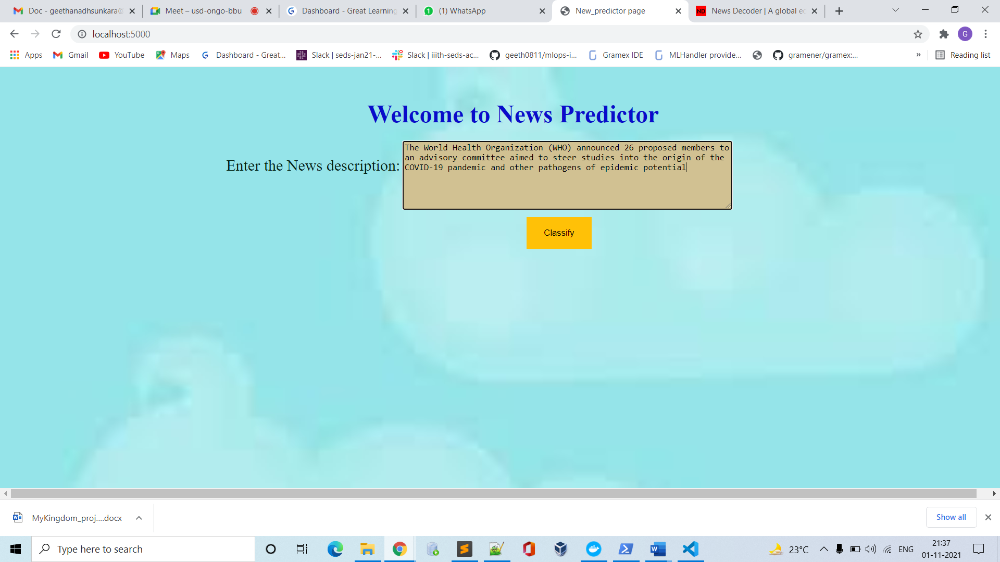 Doc - geethanadhsunkara@
Meet – usd-ongo-bbu
Dashboard - Great Learning
(1) WhatsApp
New_predictor page
News Decoder | A global e
localhost:5000
G
Apps
Gmail
YouTube
Maps
Dashboard - Great...
Slack | seds-jan21-...
Slack | iiith-seds-ac...
geeth0811/mlops-i...
Gramex IDE
MLHandler provide...
gramener/gramex:...
»
Reading list
Welcome to News Predictor
Enter the News description:
The World Health Organization (WHO) announced 26 proposed members to
an advisory committee aimed to steer studies into the origin of the
COVID-19 pandemic and other pathogens of epidemic potential
Classify
MyKingdom_proj....docx
Show all
Type here to search
23°C
ENG
21:37
01-11-2021